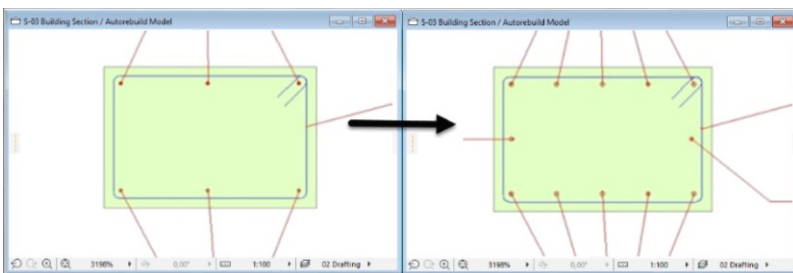 S-03 Building Section / Autorebuild Model
S-03 Building Section / Autorebuild Model
3198% 0,00° 1:100 02 Drafting
3198% 0,00° 1:100 02 Drafting